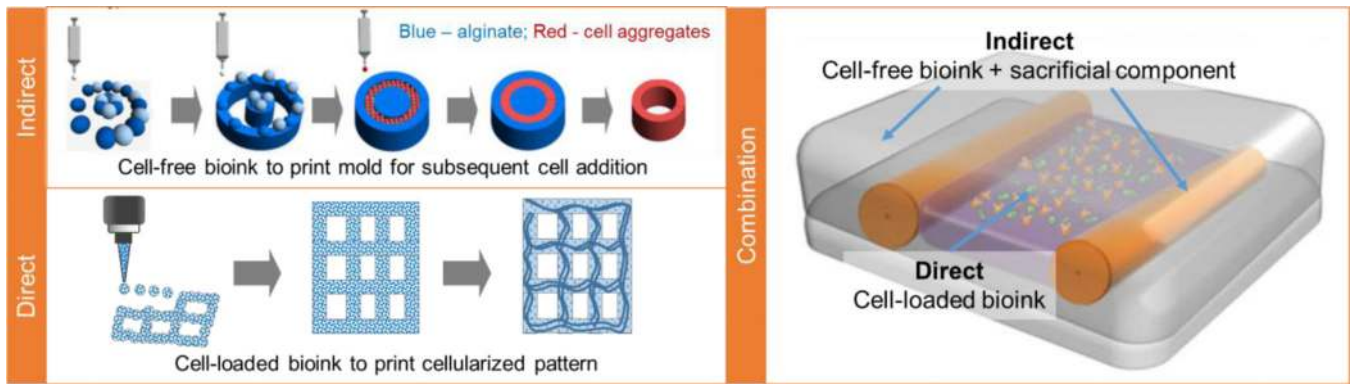 Indirect
Blue – alginate; Red - cell aggregates
Cell-free bioink to print mold for subsequent cell addition
Direct
Cell-loaded bioink to print cellularized pattern
Combination
Indirect
Cell-free bioink + sacrificial component
Direct
Cell-loaded bioink